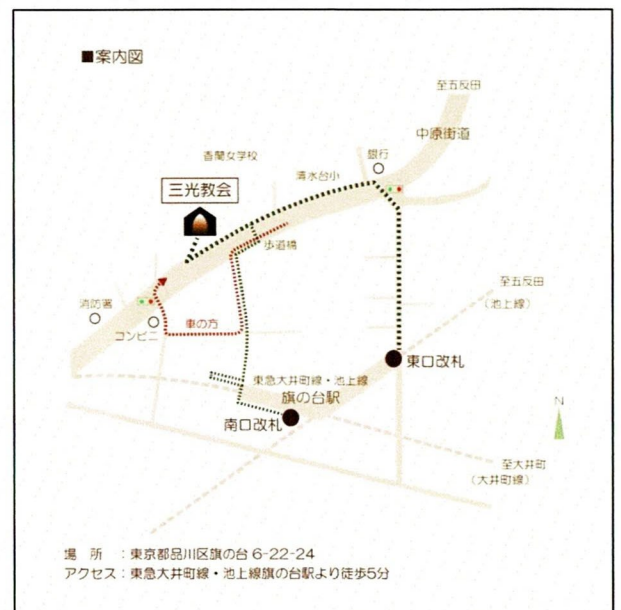 ■案内図
至五反田
中原街道
香蘭女学校
銀行
清水台小
三光教会
歩道橋
至五反田
(池上線)
消防署
コンビニ
車の方
東口改札
東急大井町線・池上線
旗の台駅
南口改札
N
至大井町
(大井町線)
場 所 :東京都品川区旗の台 6-22-24
アクセス:東急大井町線・池上線旗の台駅より徒歩5分